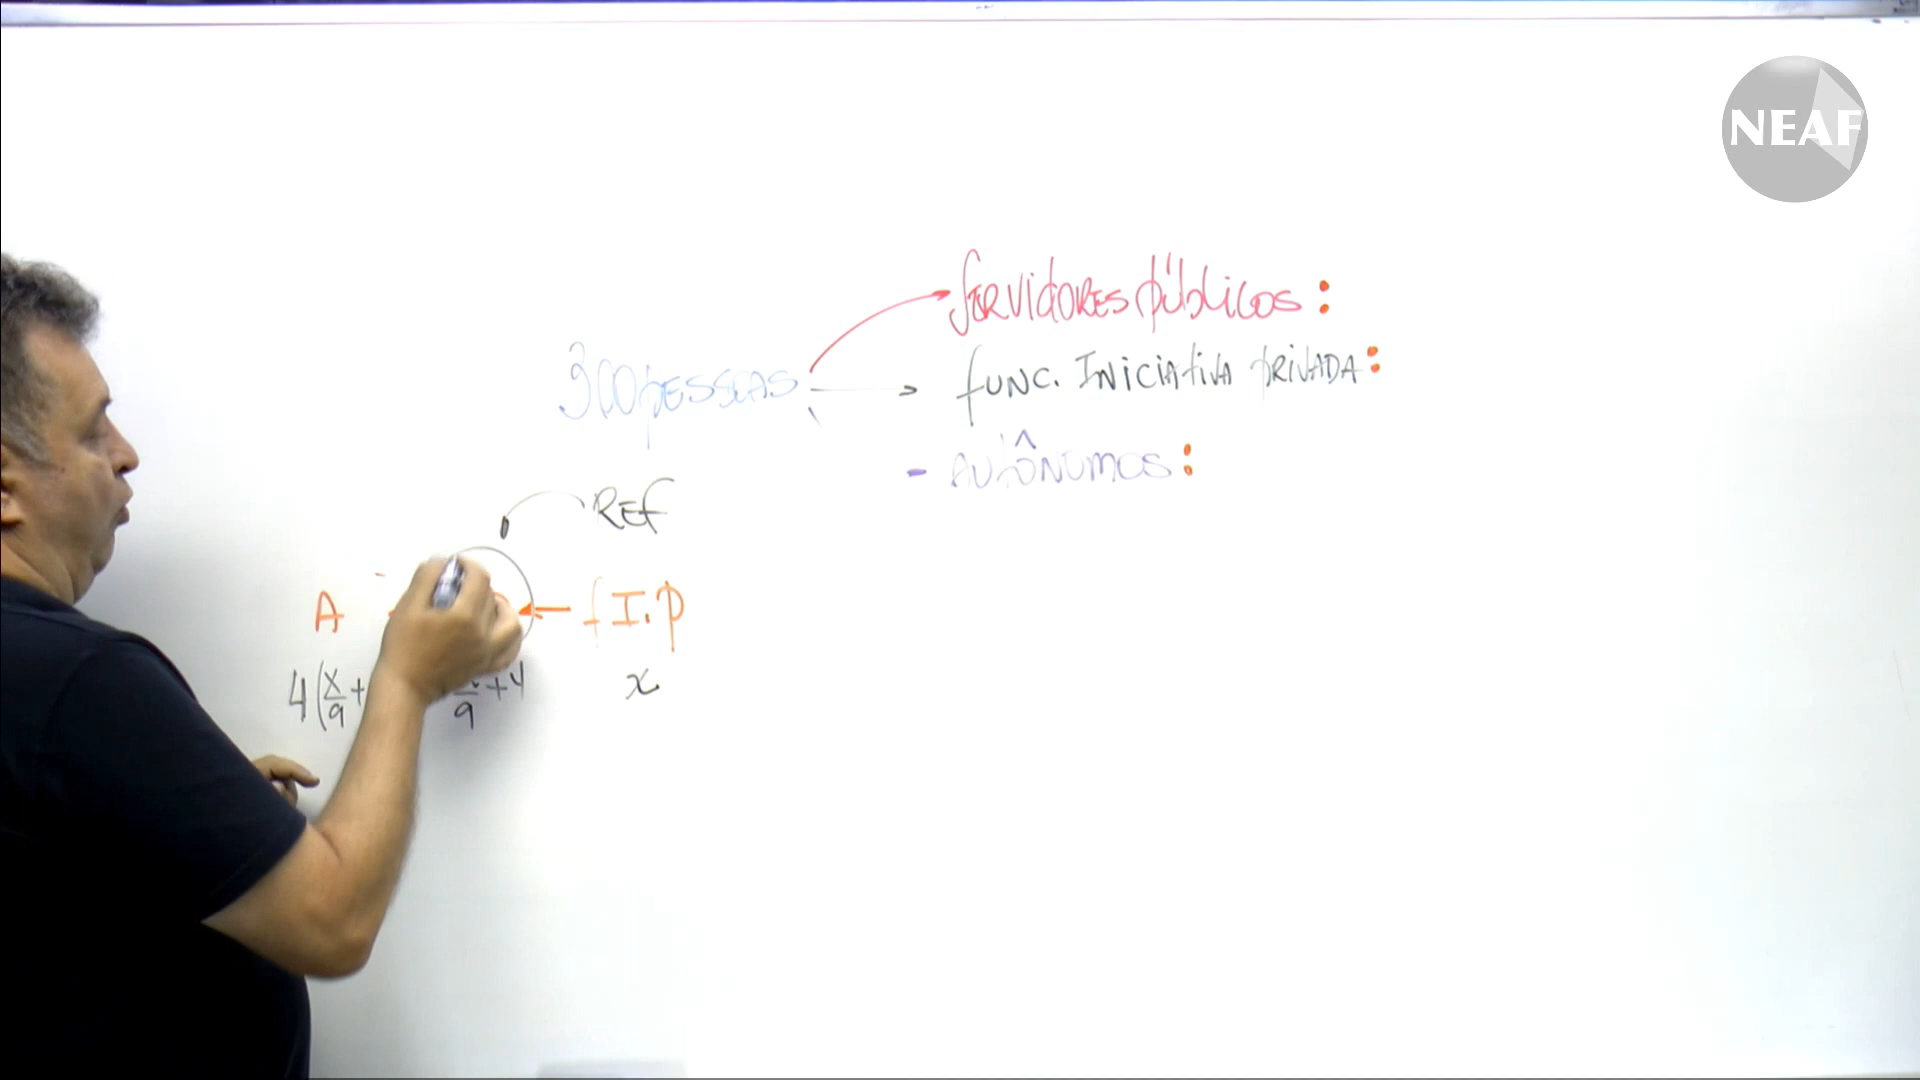 NEAF
SERVIDORES PÚBLICOS :
300 PESSOAS
FUNC. INICIATIVA PRIVADA :
- AUTÔNOMOS :
REF
A f I. P
4(x/9+ /9+4 x